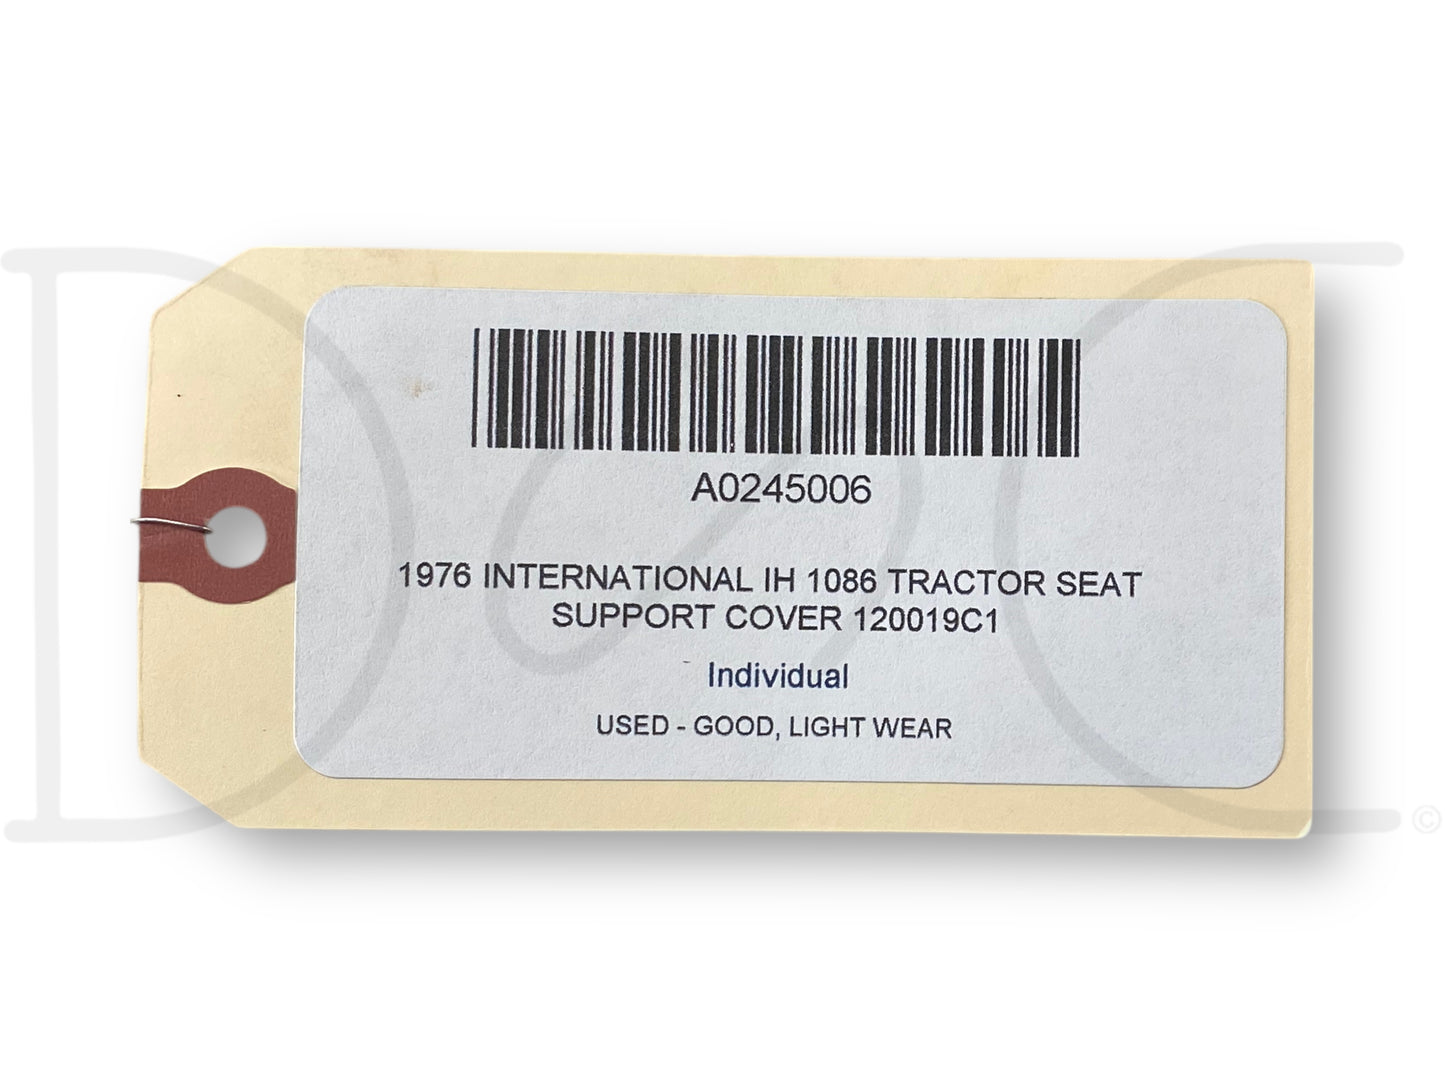 A0245006
1976 INTERNATIONAL IH 1086 TRACTOR SEAT
SUPPORT COVER 120019C1
Individual
USED - GOOD, LIGHT WEAR
©